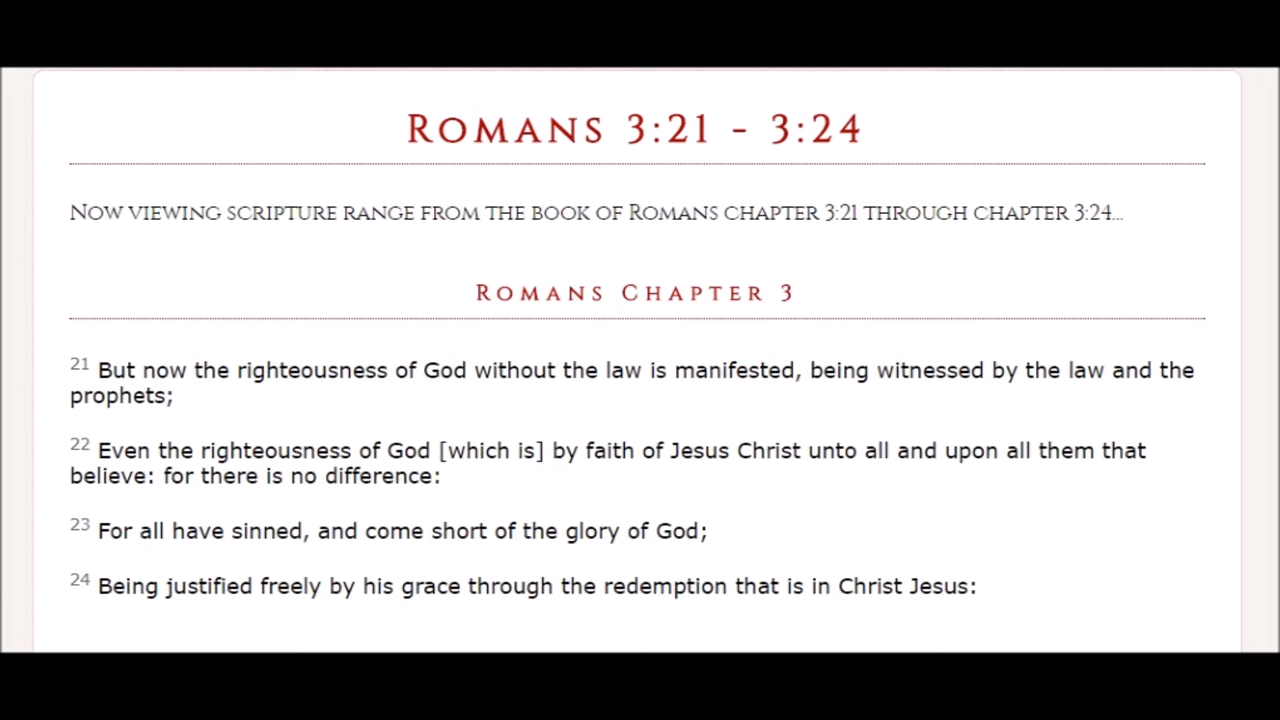 Romans 3:21 - 3:24
Now viewing scripture range from the book of Romans chapter 3:21 through chapter 3:24...
Romans Chapter 3
21 But now the righteousness of God without the law is manifested, being witnessed by the law and the
prophets;
22 Even the righteousness of God [which is] by faith of Jesus Christ unto all and upon all them that
believe: for there is no difference:
23 For all have sinned, and come short of the glory of God;
24 Being justified freely by his grace through the redemption that is in Christ Jesus: